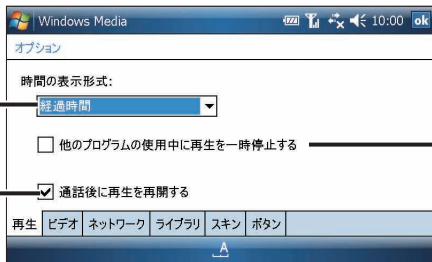 Windows Media 10:00 ok
オプション
時間の表示形式:
経過時間
他のプログラムの使用中に再生を一時停止する
通話後に再生を再開する
再生 ビデオ ネットワーク ライブラリ スキン ボタン
A